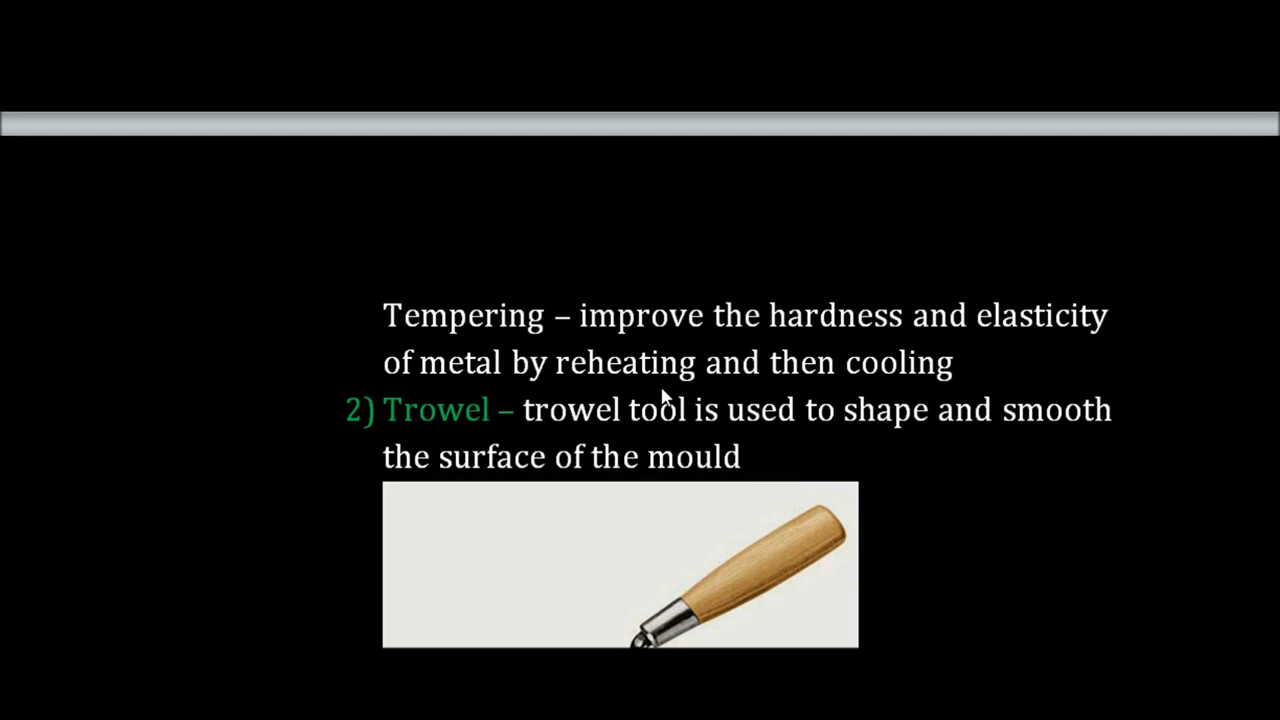 Tempering – improve the hardness and elasticity
of metal by reheating and then cooling
2) Trowel – trowel tool is used to shape and smooth
the surface of the mould